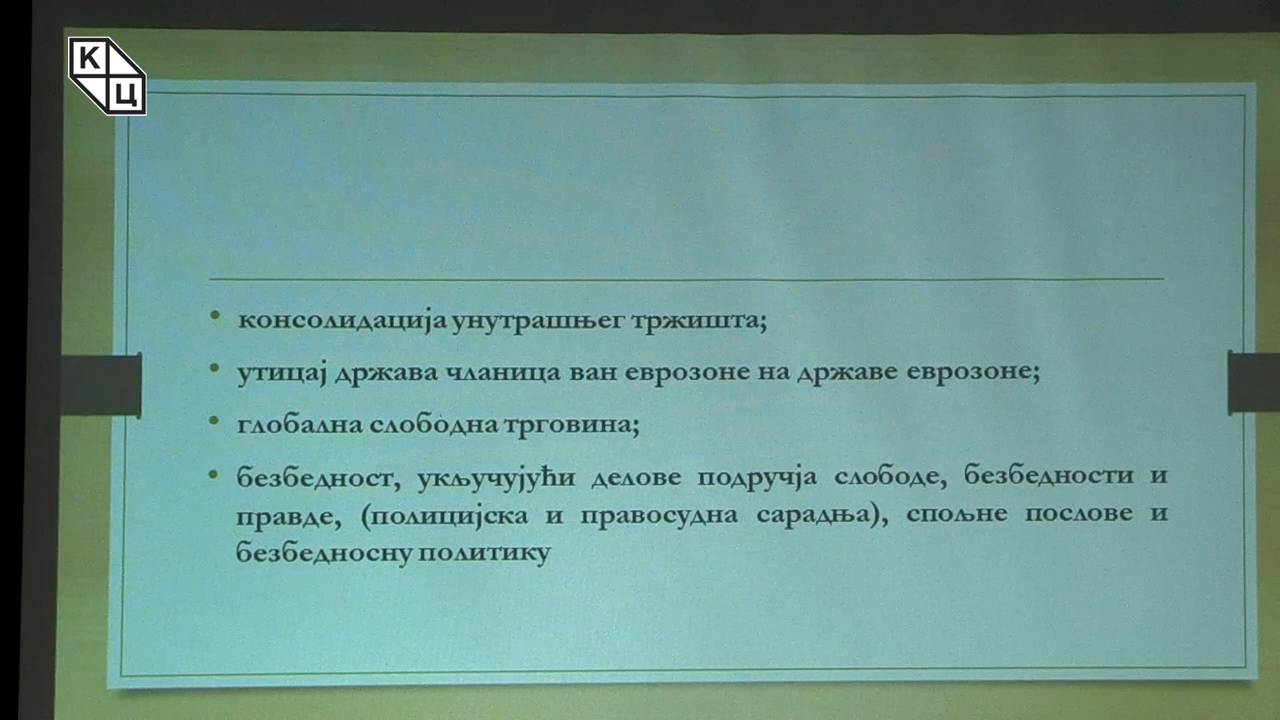 К
Ц
консолидација унутрашњег тржишта;
утицај држава чланица ван еврозоне на државе еврозоне;
глобална слободна трговина;
безбедност, укључујући делове подручја слободе, безбедности и
правде, (полицијска и правосудна сарадња), спољне послове и
безбедносну политику